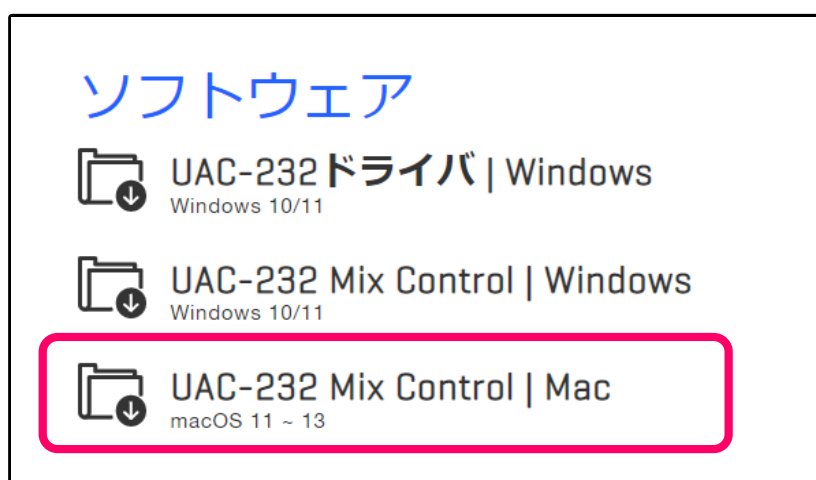 ソフトウェア
UAC-232ドライバ | Windows
Windows 10/11
UAC-232 Mix Control | Windows
Windows 10/11
UAC-232 Mix Control | Mac
macOS 11 ~ 13